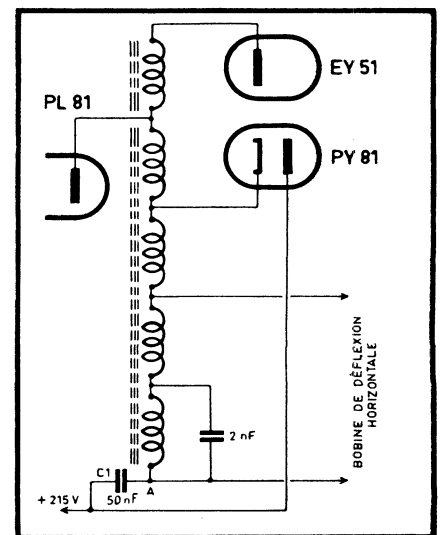 EY 51
PL 81
PY 81
BOBINE DE DÉFLEXION
HORIZONTALE
2 nF
C1
A
50 nF
+ 215 V